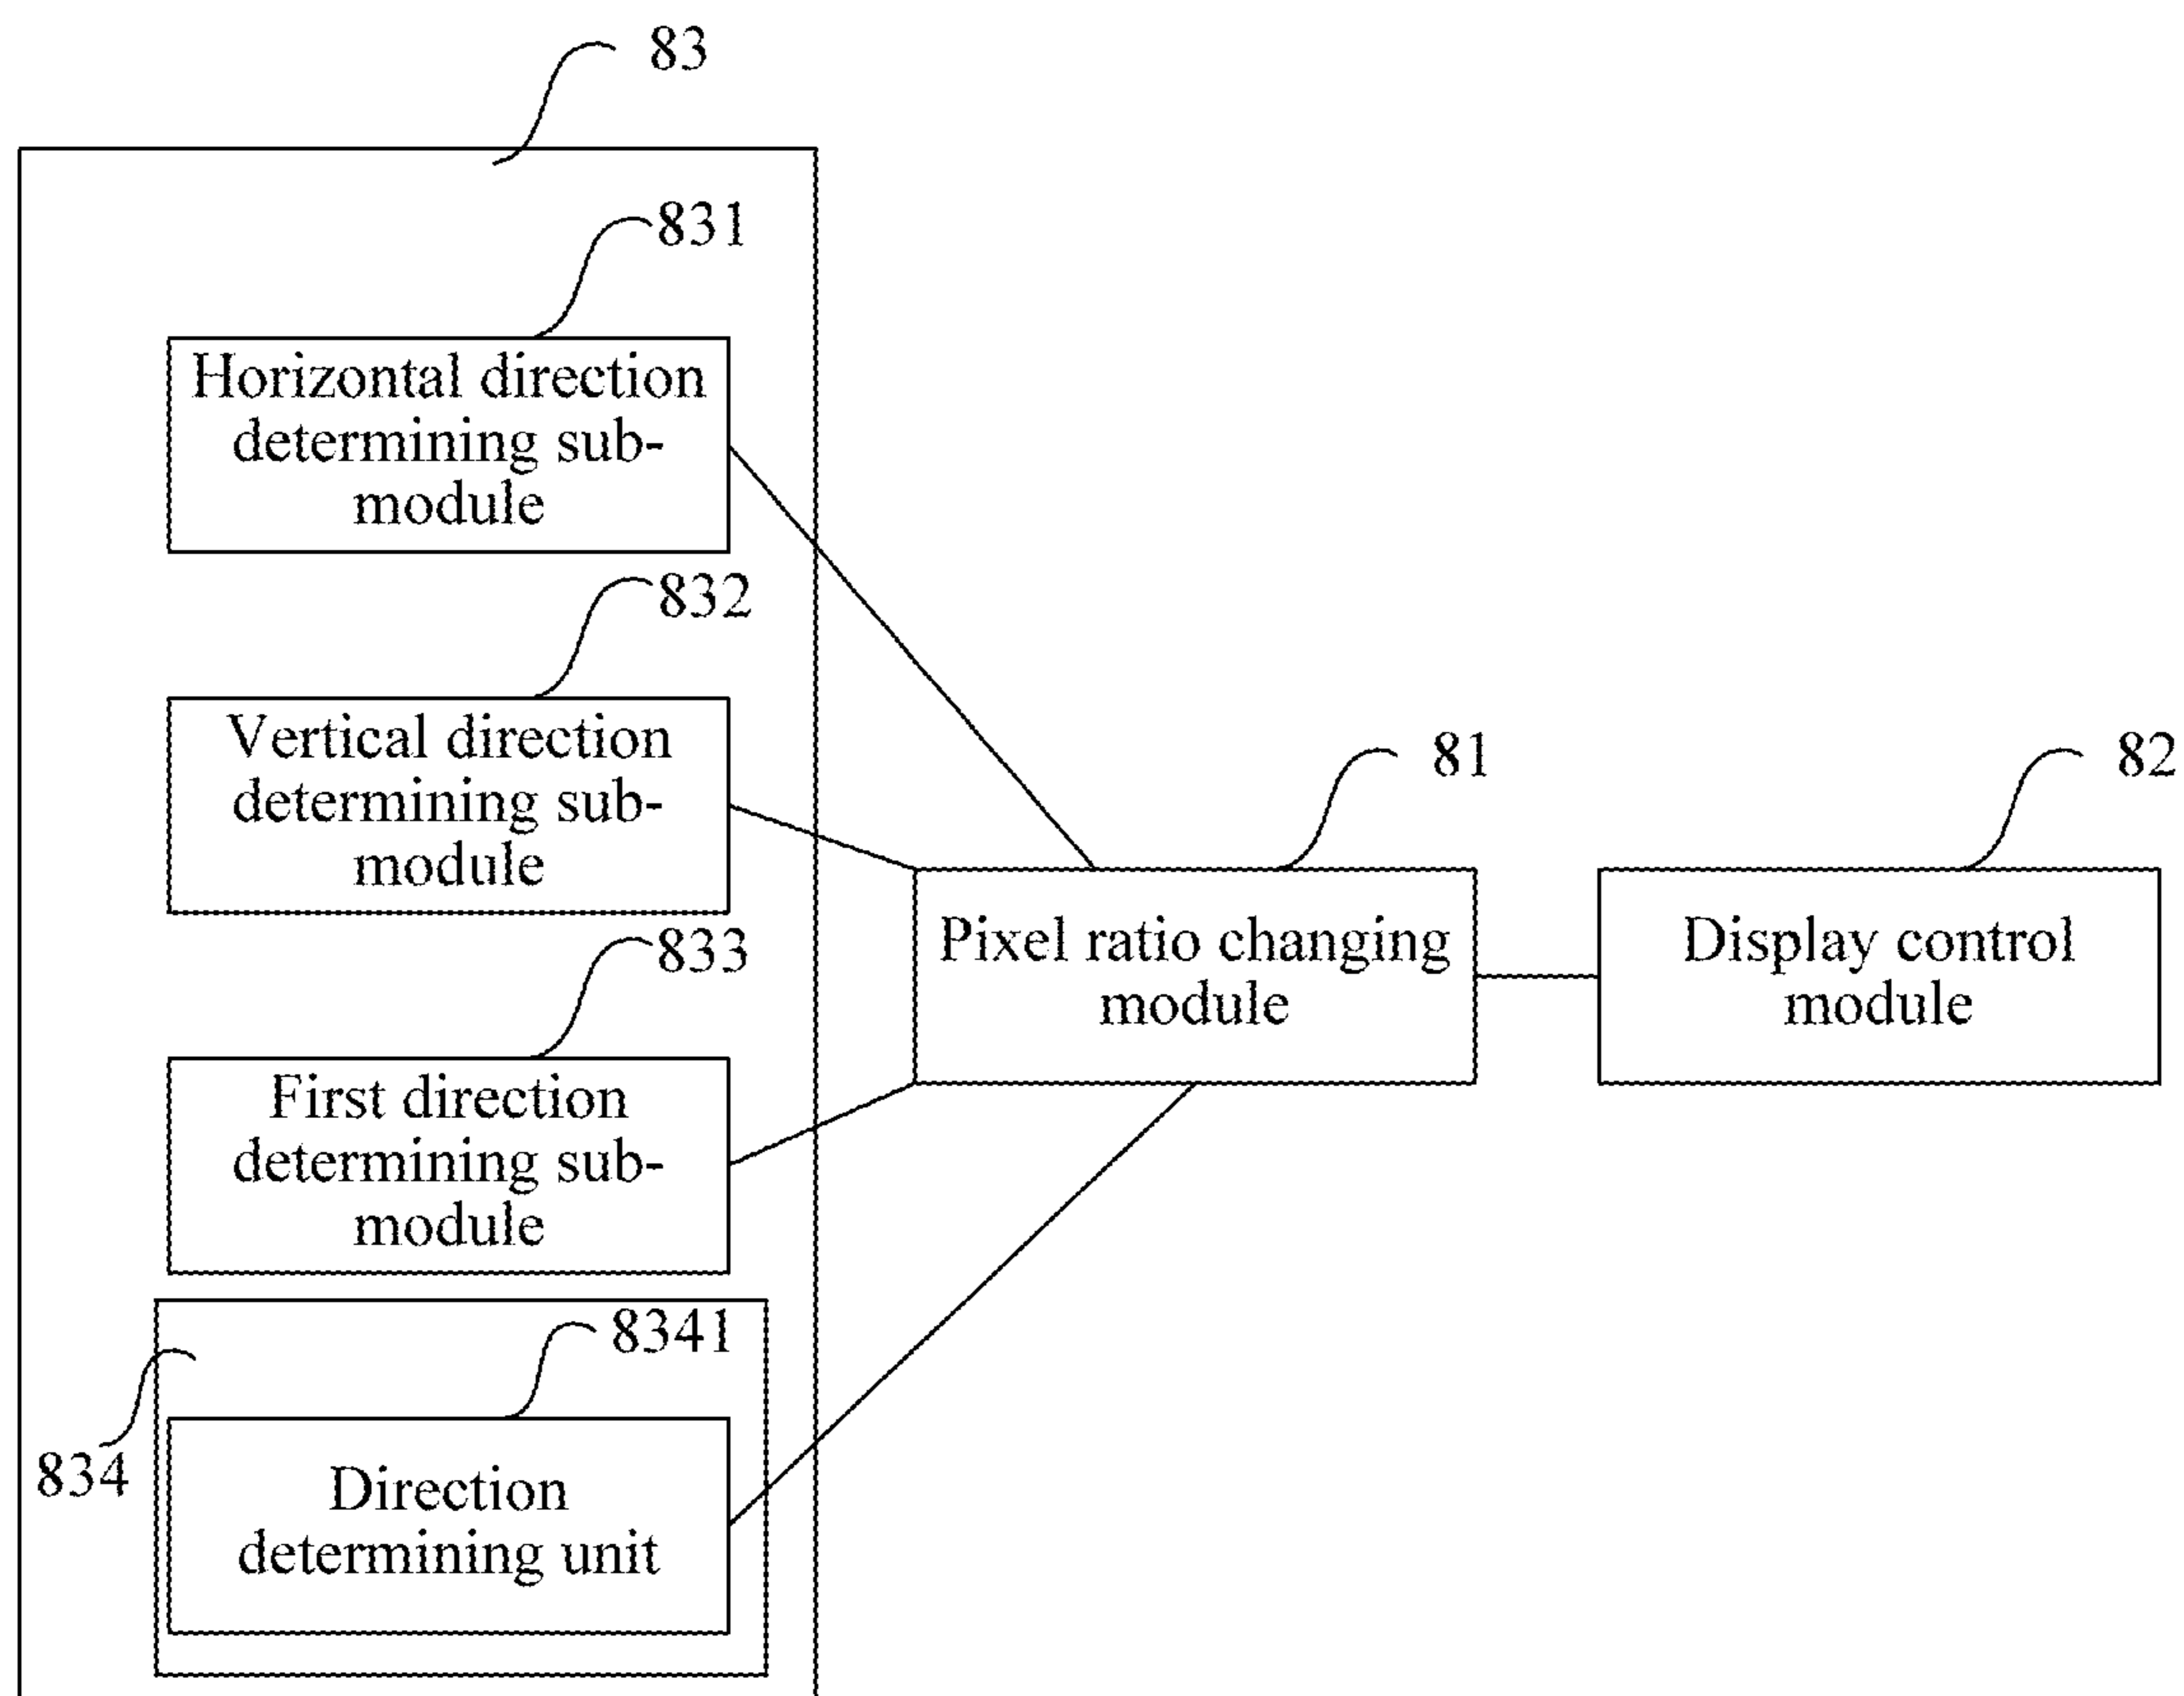 83
831
Horizontal direction
determining sub-
module
832
Vertical direction
determining sub-
module
833
First direction
determining sub-
module
834
8341
Direction
determining unit
81
Pixel ratio changing
module
82
Display control
module